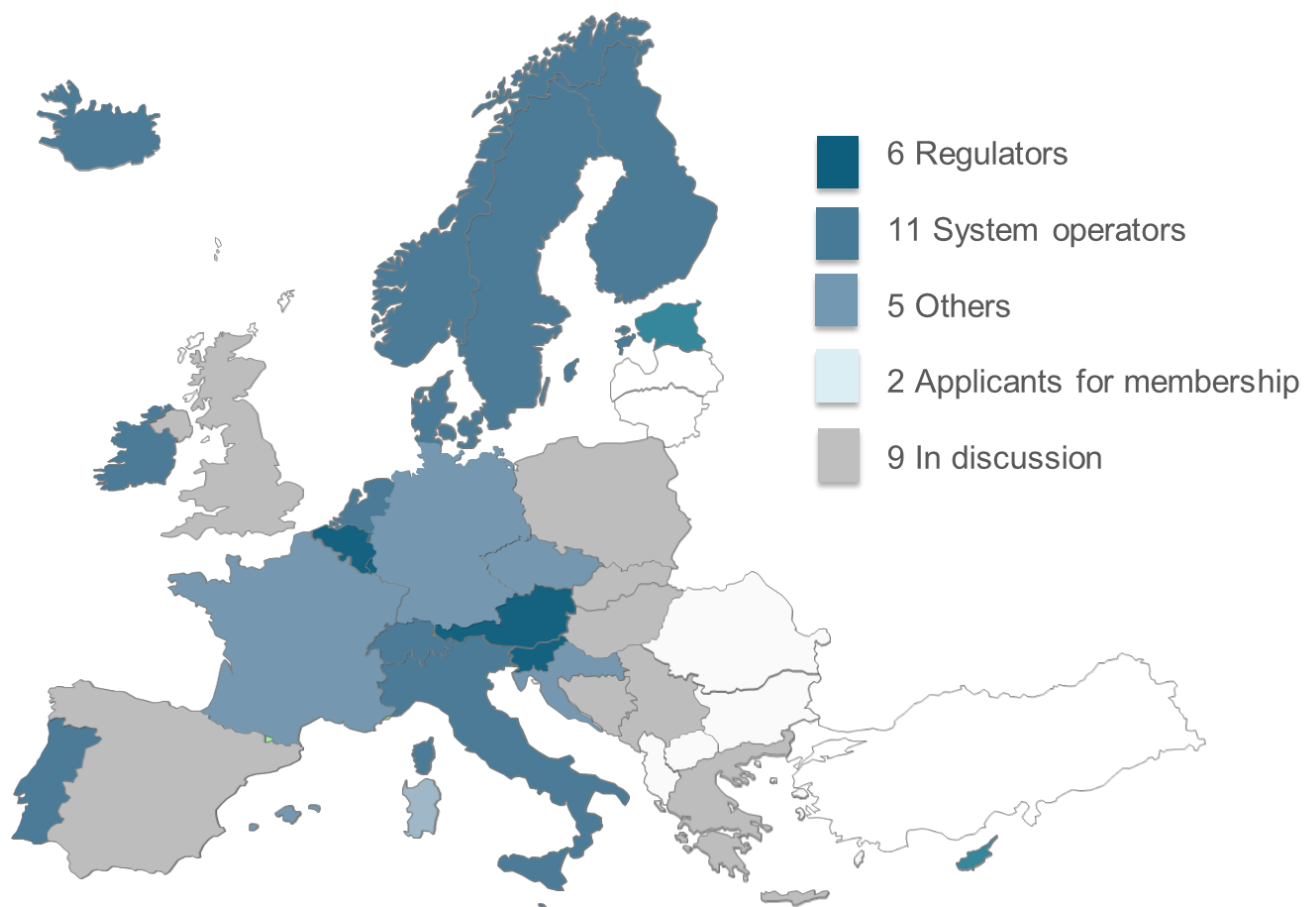 6 Regulators
11 System operators
5 Others
2 Applicants for membership
9 In discussion